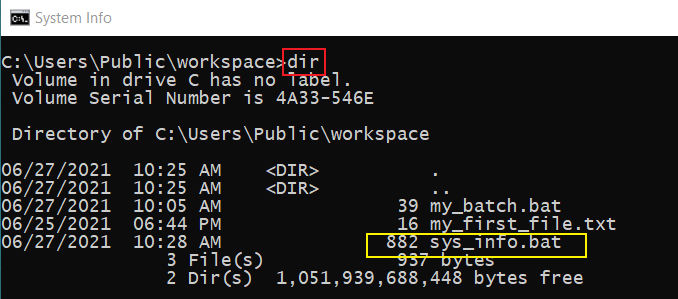 System Info
C:\Users\Public\workspace>dir
Volume in drive C has no label.
Volume Serial Number is 4A33-546E
Directory of C:\Users\Public\workspace
06/27/2021  10:25 AM    <DIR>          .
06/27/2021  10:25 AM    <DIR>          ..
06/27/2021  10:05 AM                39 my_batch.bat
06/25/2021  06:44 PM                16 my_first_file.txt
06/27/2021  10:28 AM               882 sys_info.bat
3 File(s)            937 bytes
2 Dir(s)  1,051,939,688,448 bytes free